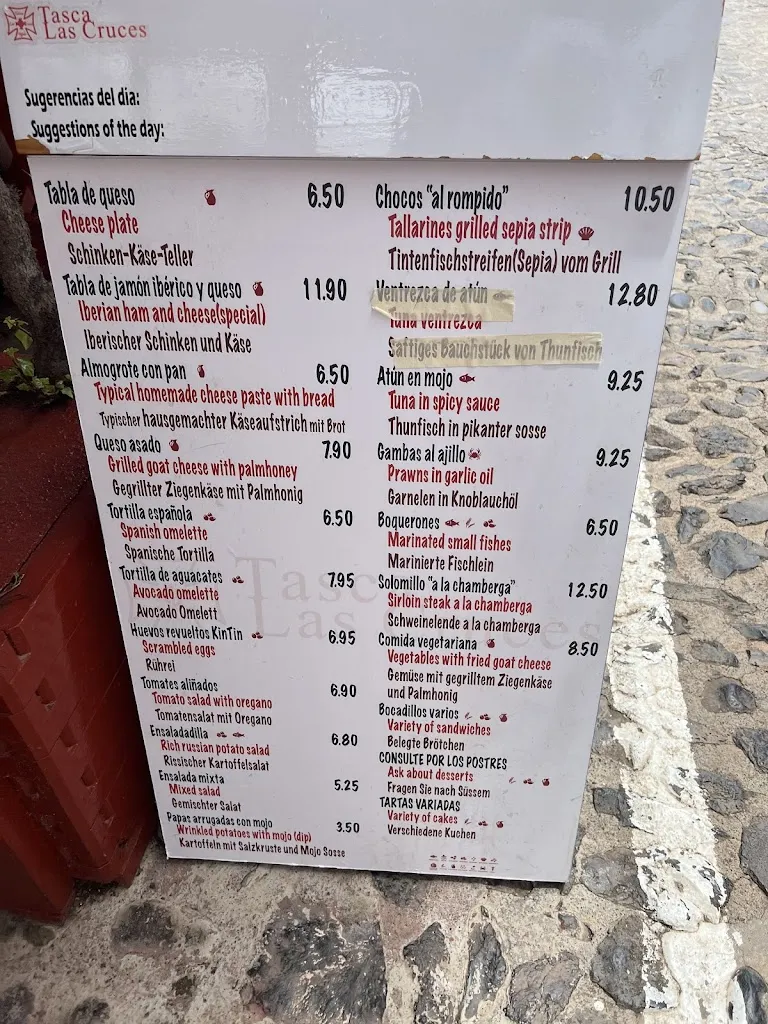 Tasca
Las Cruces
Sugerencias del dia:
Suggestions of the day:
Tabla de queso 6.50
Cheese plate
Schinken-Käse-Teller
Tabla de jamón ibérico y queso 11.90
Iberian ham and cheese(special)
Iberischer Schinken und Käse
Almogrote con pan 6.50
Typical homemade cheese paste with bread
Typischer hausgemachter Käseaufstrich mit Brot
Queso asado 7.90
Grilled goat cheese with palmhoney
Gegrillter Ziegenkäse mit Palmhonig
Tortilla española 6.50
Spanish omelette
Spanische Tortilla
Tortilla de aguacates 7.95
Avocado omelette
Avocado Omelett
Huevos revueltos KinTin 6.95
Scrambled eggs
Rührei
Tomates aliñados 6.90
Tomato salad with oregano
Tomatensalat mit Oregano
Ensaladadilla 6.80
Rich russian potato salad
Rissischer Kartoffelsalat
Ensalada mixta 5.25
Mixed salad
Gemischter Salat
Papas arrugadas con mojo 3.50
Wrinkled potatoes with mojo (dip)
Kartoffeln mit Salzkruste und Mojo Sosse
Chocos "al rompido" 10.50
Tallarines grilled sepia strip
Tintenfischstreifen(Sepia) vom Grill
Ventrezca de atún 12.80
Tuna ventrezca
Saftiges Bauchstück von Thunfisch
Atún en mojo 9.25
Tuna in spicy sauce
Thunfisch in pikanter sosse
Gambas al ajillo 9.25
Prawns in garlic oil
Garnelen in Knoblauchöl
Boquerones 6.50
Marinated small fishes
Marinierte Fischlein
Solomillo "a la chamberga" 12.50
Sirloin steak a la chamberga
Schweinelende a la chamberga
Comida vegetariana 8.50
Vegetables with fried goat cheese
Gemüse mit gegrilltem Ziegenkäse
und Palmhonig
Bocadillos varios
Variety of sandwiches
Belegte Brötchen
CONSULTE POR LOS POSTRES
Ask about desserts
Fragen Sie nach Süssem
TARTAS VARIADAS
Variety of cakes
Verschiedene Kuchen
Tasca
Las Cruces